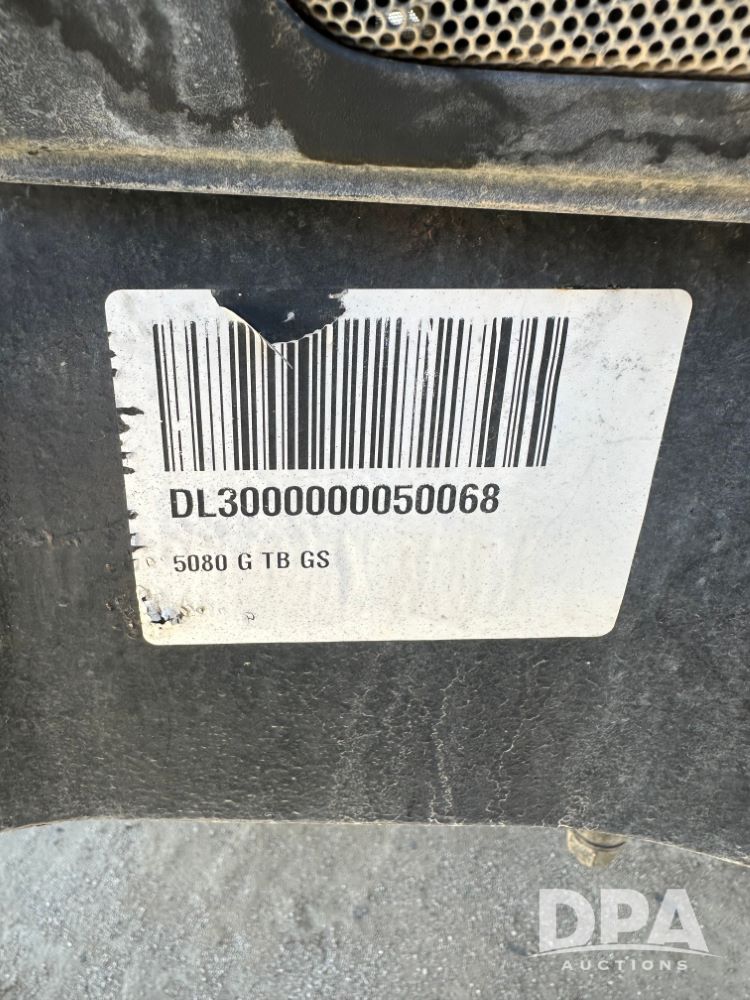 DL3000000050068
5080 G TB GS
DPA
AUCTIONS